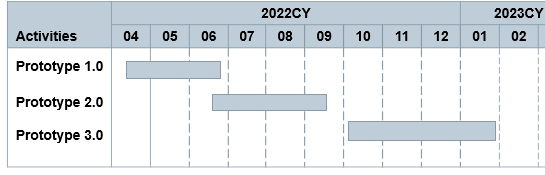 2022CY 2023CY
Activities 04 05 06 07 08 09 10 11 12 01 02
Prototype 1.0
Prototype 2.0
Prototype 3.0